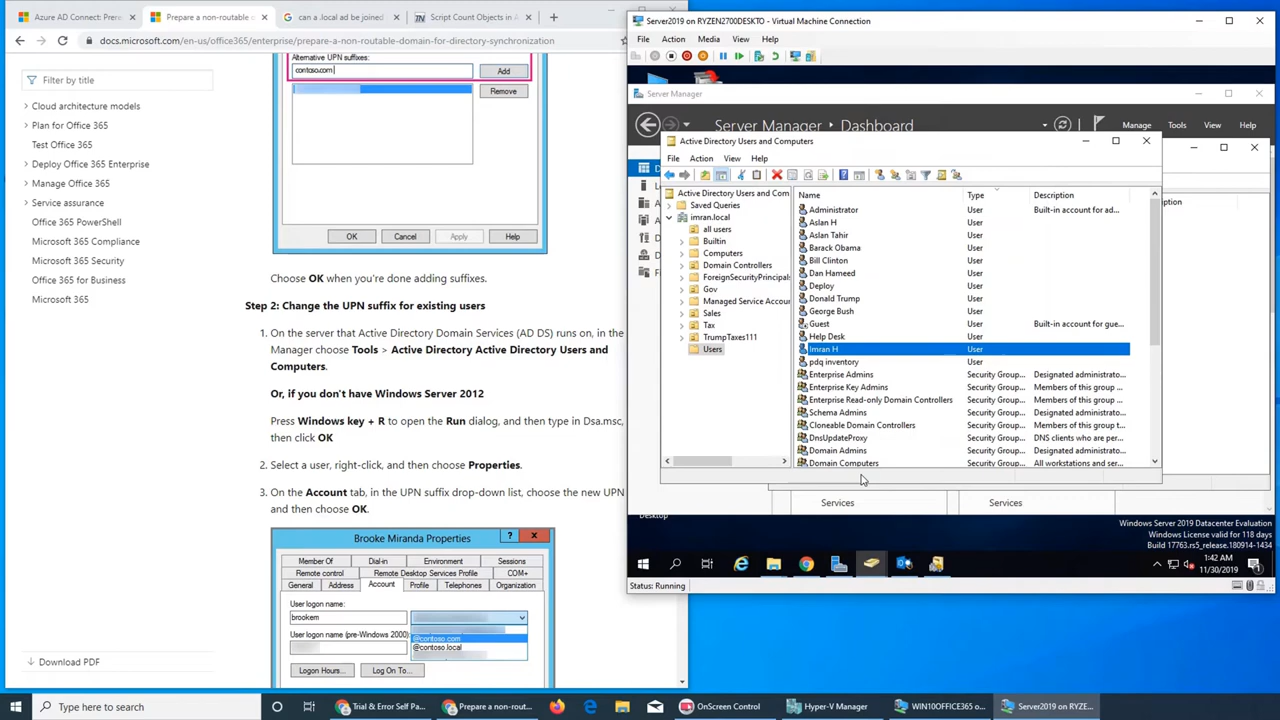 Azure AD Connect: Prere
Prepare a non-routable
can a .local ad be joined
Script Count Objects in A
docs.microsoft.com/en-us/office365/enterprise/prepare-a-non-routable-domain-for-directory-synchronization
Filter by title
Cloud architecture models
Plan for Office 365
Test Office 365
Deploy Office 365 Enterprise
Manage Office 365
Service assurance
Office 365 PowerShell
Microsoft 365 Compliance
Microsoft 365 Security
Office 365 for Business
Microsoft 365
Download PDF
Alternative UPN suffixes:
contoso.com
Add
Remove
OK
Cancel
Apply
Help
Choose OK when you're done adding suffixes.
Step 2: Change the UPN suffix for existing users
1. On the server that Active Directory Domain Services (AD DS) runs on, in the
Manager choose Tools > Active Directory Active Directory Users and
Computers.
Or, if you don't have Windows Server 2012
Press Windows key + R to open the Run dialog, and then type in Dsa.msc,
then click OK
2. Select a user, right-click, and then choose Properties.
3. On the Account tab, in the UPN suffix drop-down list, choose the new UPN
and then choose OK.
Brooke Miranda Properties
?
Member Of
Dial-in
Environment
Sessions
Remote control
Remote Desktop Services Profile
COM+
General
Address
Account
Profile
Telephones
Organization
User logon name:
brookem
@contoso.com
@contoso.local
User logon name (pre-Windows 2000):
Logon Hours...
Log On To...
Server2019 on RYZEN2700DESKTO - Virtual Machine Connection
File Action Media View Help
Server Manager
Server Manager
Dashboard
Manage Tools View Help
Active Directory Users and Computers
File Action View Help
Active Directory Users and Com
Saved Queries
imran.local
all users
Builtin
Computers
Domain Controllers
ForeignSecurityPrincipals
Gov
Managed Service Accou
Sales
Tax
TrumpTaxes111
Users
Name Type Description
Administrator User Built-in account for ad...
Aslan H User
Aslan Tahir User
Barack Obama User
Bill Clinton User
Dan Hameed User
Deploy User
Donald Trump User
George Bush User
Guest User Built-in account for gue...
Help Desk User
Imran H User
pdq inventory User
Enterprise Admins Security Group... Designated administrato...
Enterprise Key Admins Security Group... Members of this group ...
Enterprise Read-only Domain Controllers Security Group... Members of this group ...
Schema Admins Security Group... Designated administrato...
Cloneable Domain Controllers Security Group... Members of this group ...
DnsUpdateProxy Security Group... DNS clients who are per...
Domain Admins Security Group... Designated administrato...
Domain Computers Security Group... All workstations and ser...
Services
Services
Desktop
Windows Server 2019 Datacenter Evaluation
Windows License valid for 118 days
Build 17763.rs5_release.180914-1434
1:42 AM
11/30/2019
Status: Running
Type here to search
Trial & Error Self Pa...
Prepare a non-rout...
OnScreen Control
Hyper-V Manager
WIN10OFFICE365 o...
Server2019 on RYZE...